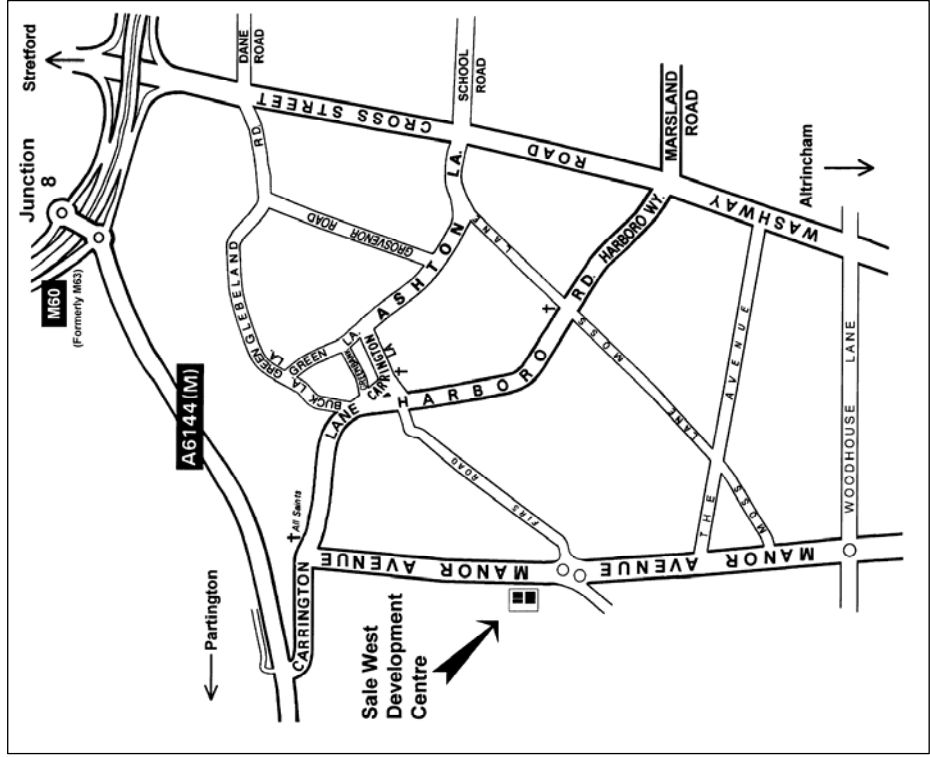 Stretford
Junction
8
M60
(Formerly M63)
DANE
ROAD
CROSS STREET
SCHOOL
ROAD
ROAD
MARSLAND
ROAD
Altrincham
WASHWAY
RD.
GLEBELAND
GROSVENOR ROAD
ASHTON LA.
GREEN LA.
GREEN LA.
BUCK LA.
GREENBANK
CARRINGTON LA
HARBORO RD.
HARBORO WY.
MOSS LANE
MOSS LANE
THE AVENUE
WOODHOUSE LANE
A6144(M)
Partington
CARRINGTON LANE
All Saints
FIRS ROAD
MANOR AVENUE
MANOR AVENUE
Sale West
Development
Centre